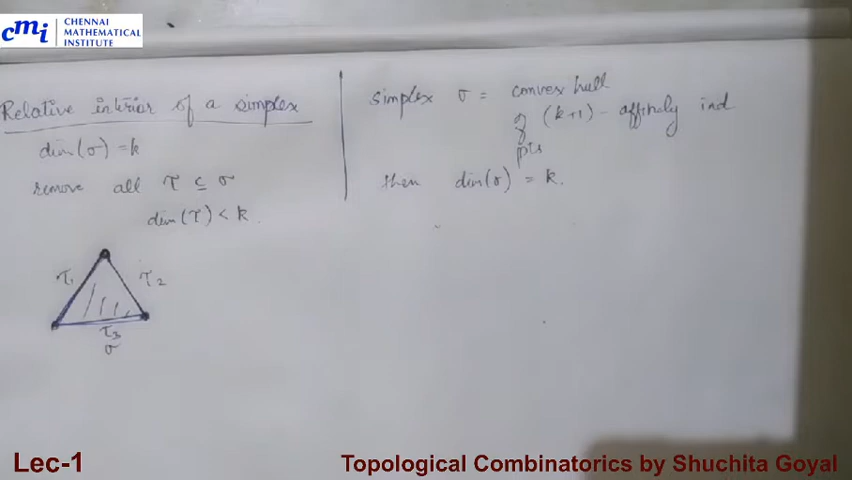 cmi
CHENNAI
MATHEMATICAL
INSTITUTE
Relative interior of a simplex
dim(σ) = k
remove all τ ⊆ σ
dim(τ) < k.
τ₁
τ₂
τ₃
σ
simplex σ = convex hull
of (k+1) - affinely ind
pts
then dim(σ) = k.
Lec-1
Topological Combinatorics by Shuchita Goyal